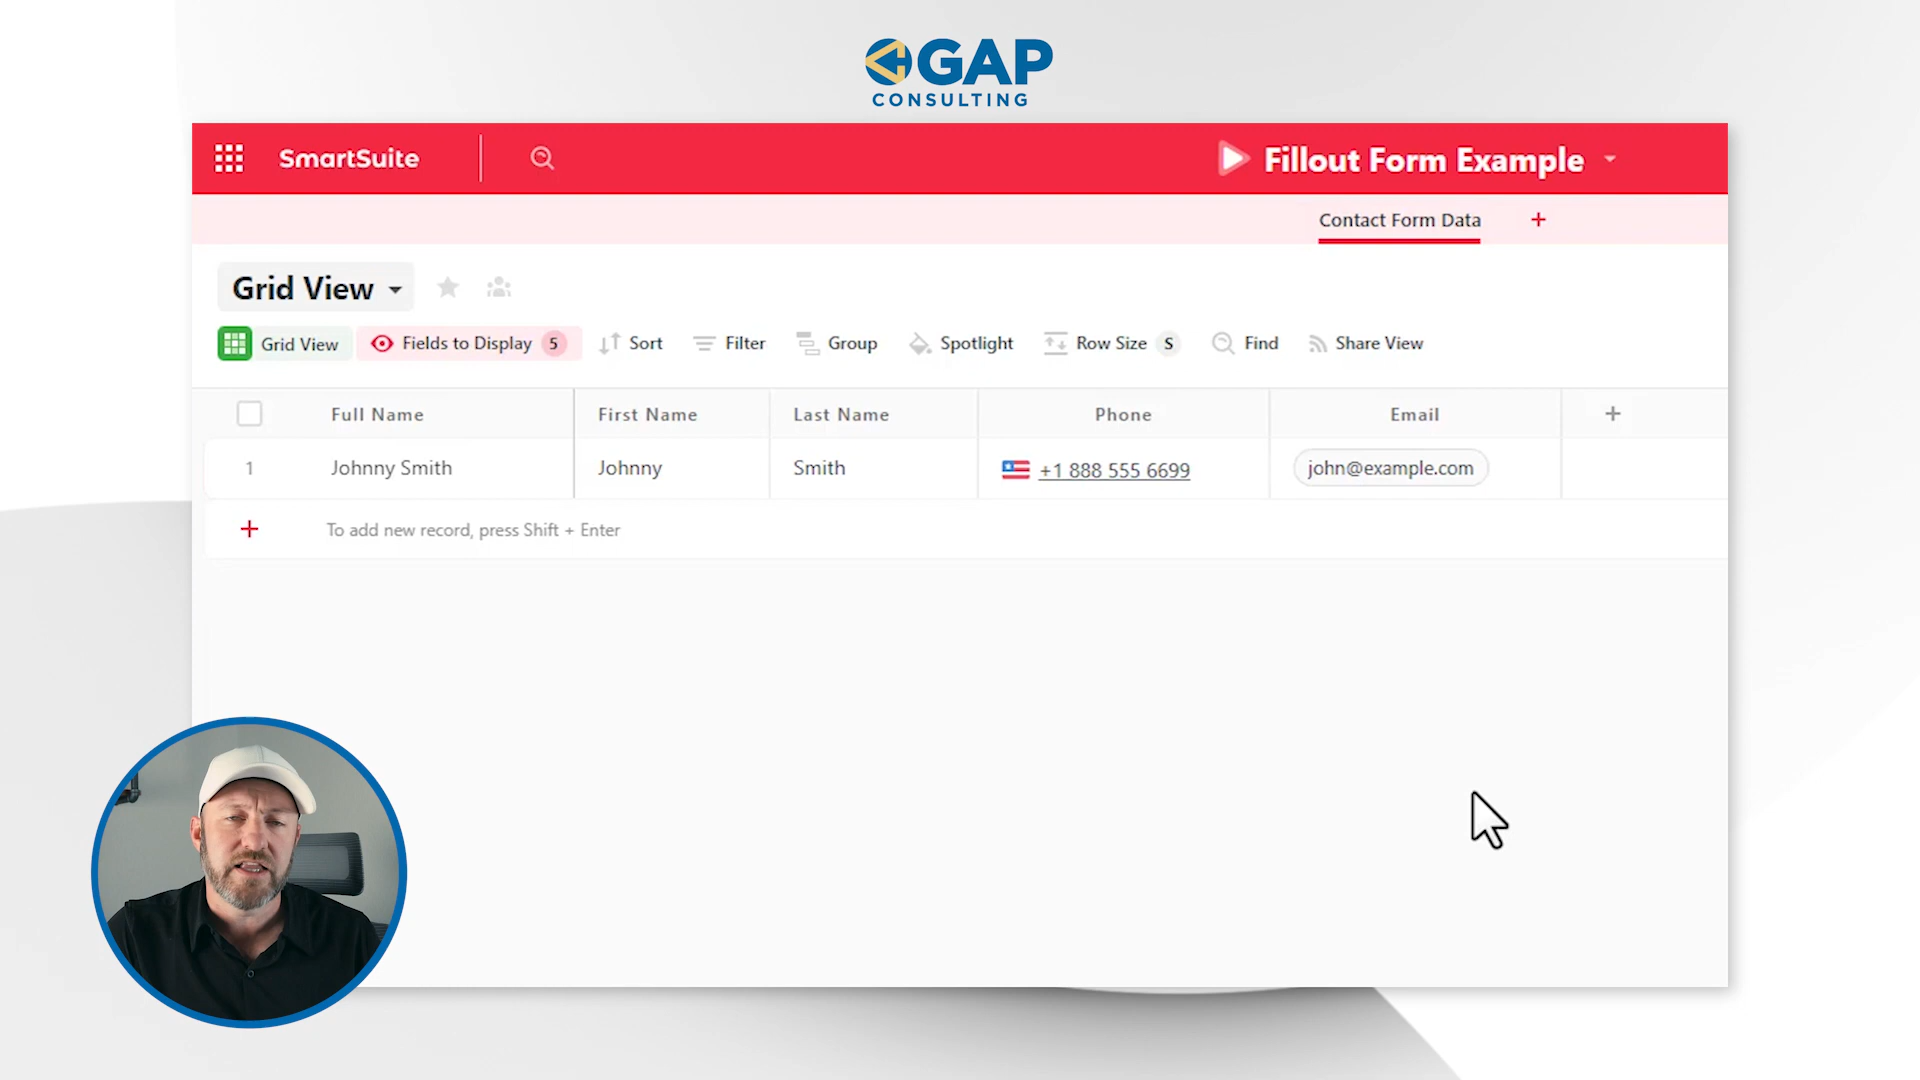 GAP
CONSULTING
SmartSuite
Fillout Form Example
Contact Form Data
Grid View
Grid View Fields to Display 5 Sort Filter Group Spotlight Row Size S Find Share View
Full Name First Name Last Name Phone Email
1 Johnny Smith Johnny Smith +1 888 555 6699 john@example.com
To add new record, press Shift + Enter